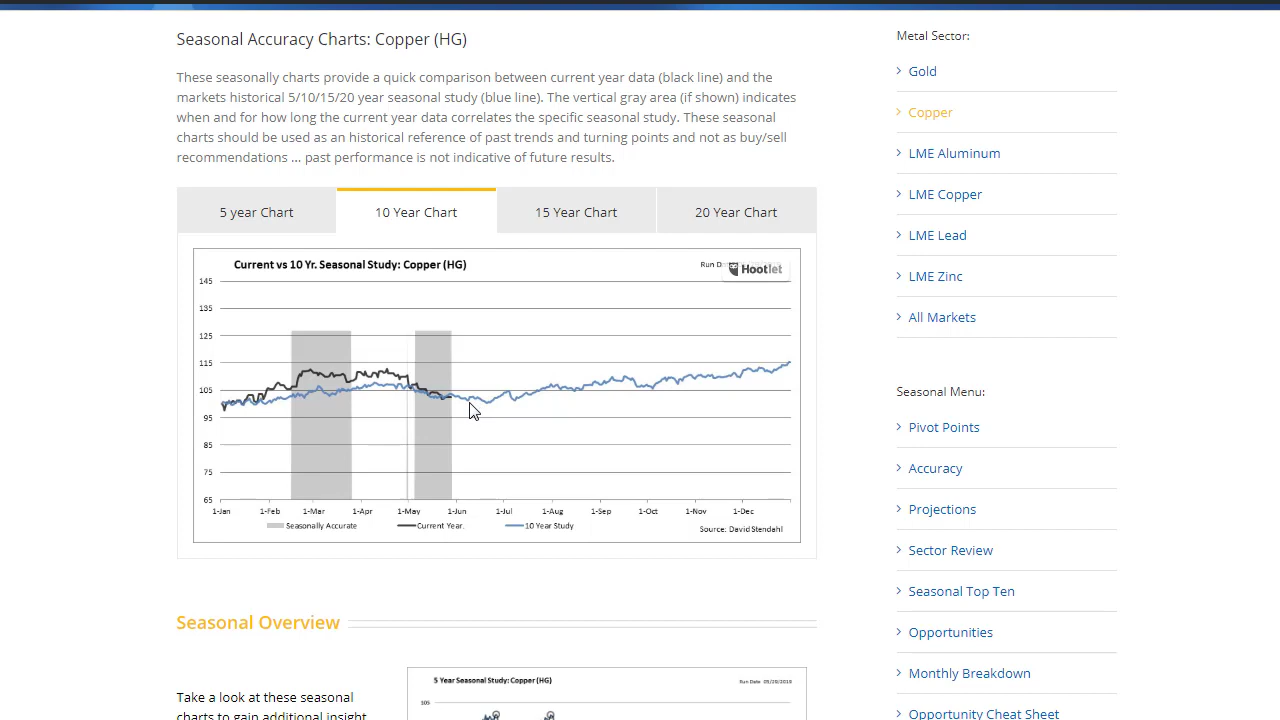 Seasonal Accuracy Charts: Copper (HG)
These seasonally charts provide a quick comparison between current year data (black line) and the
markets historical 5/10/15/20 year seasonal study (blue line). The vertical gray area (if shown) indicates
when and for how long the current year data correlates the specific seasonal study. These seasonal
charts should be used as an historical reference of past trends and turning points and not as buy/sell
recommendations ... past performance is not indicative of future results.
5 year Chart
10 Year Chart
15 Year Chart
20 Year Chart
Current vs 10 Yr. Seasonal Study: Copper (HG)
Run
Hootlet
145
135
125
115
105
95
85
75
65
1-Jan
1-Feb
1-Mar
1-Apr
1-May
1-Jun
1-Jul
1-Aug
1-Sep
1-Oct
1-Nov
1-Dec
Seasonally Accurate
Current Year.
10 Year Study
Source: David Stendahl
Seasonal Overview
Take a look at these seasonal
charts to gain additional insight
5 Year Seasonal Study: Copper (HG)
Run Date 05/29/2019
105
Metal Sector:
Gold
Copper
LME Aluminum
LME Copper
LME Lead
LME Zinc
All Markets
Seasonal Menu:
Pivot Points
Accuracy
Projections
Sector Review
Seasonal Top Ten
Opportunities
Monthly Breakdown
Opportunity Cheat Sheet